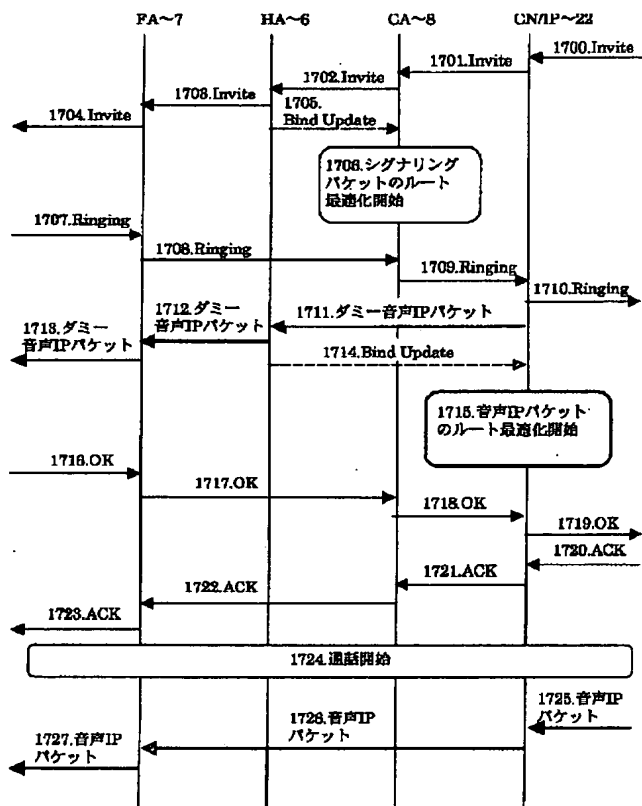 FA～7 HA～6 CA～8 CN/IP～22
1700.Invite
1701.Invite
1702.Invite
1703.Invite
1704.Invite
1705.
Bind Update
1706.シグナリング
パケットのルート
最適化開始
1707.Ringing
1708.Ringing
1709.Ringing
1710.Ringing
1711.ダミー音声IPパケット
1712.ダミー
音声IPパケット
1713.ダミー
音声IPパケット
1714.Bind Update
1715.音声IPパケット
のルート最適化開始
1716.OK
1717.OK
1718.OK
1719.OK
1720.ACK
1721.ACK
1722.ACK
1723.ACK
1724.通話開始
1725.音声IP
パケット
1726.音声IP
パケット
1727.音声IP
パケット